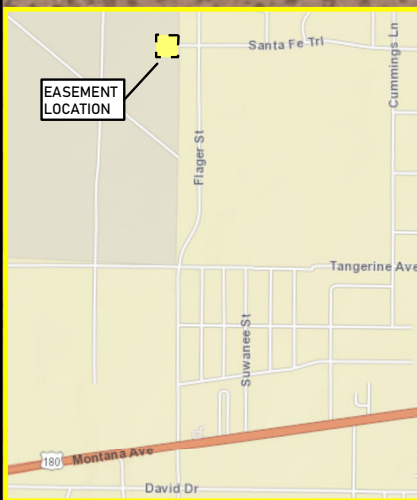 Santa Fe Trl
Cummings Ln
EASEMENT
LOCATION
Flager St
Tangerine Ave
Suwanee St
180
Montana Ave
David Dr